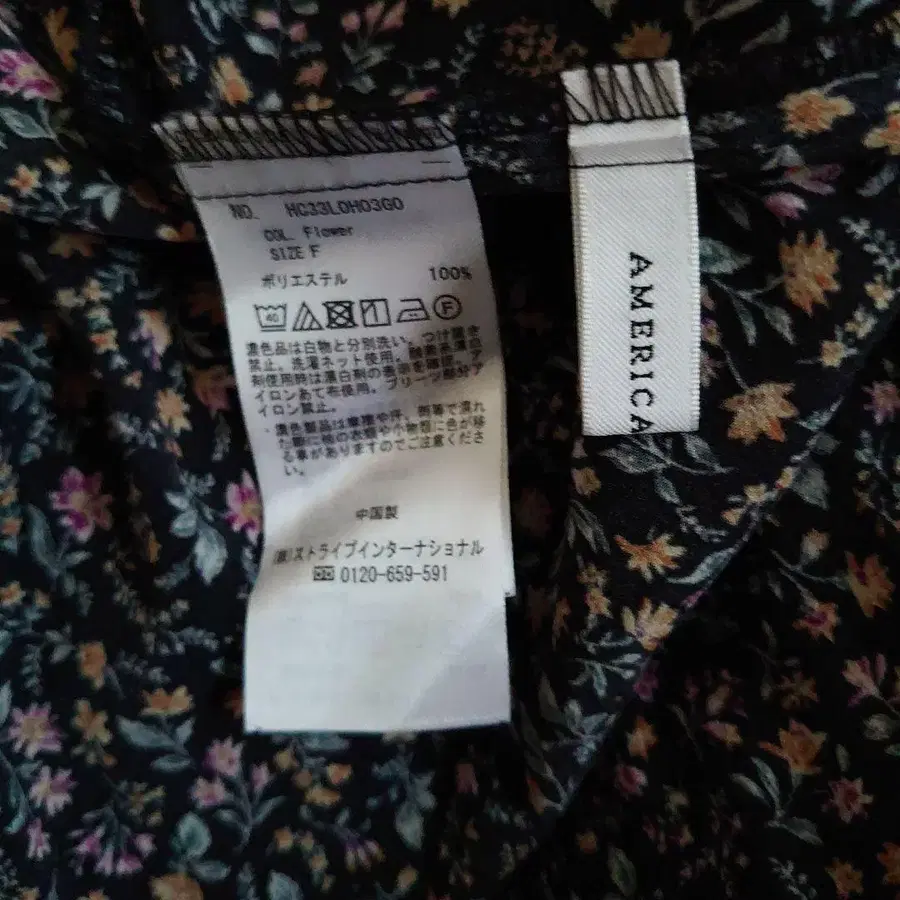 NO. HC33L0H03G0
COL. Flower
SIZE F
ポリエステル 100%
40 F
濃色品は白物と分別洗い。つけ置き
禁止。洗濯ネット使用。酸素系漂白
剤使用時は漂白剤の表示を確認。ア
イロンあて布使用。プリーツ部分ア
イロン禁止。
・濃色製品は摩擦や汗、雨等で濡れ
た際に他の衣類や小物類に色が移
る事がありますのでご注意くださ
い。
中国製
(株)ストライプインターナショナル
0120-659-591
AMERICA